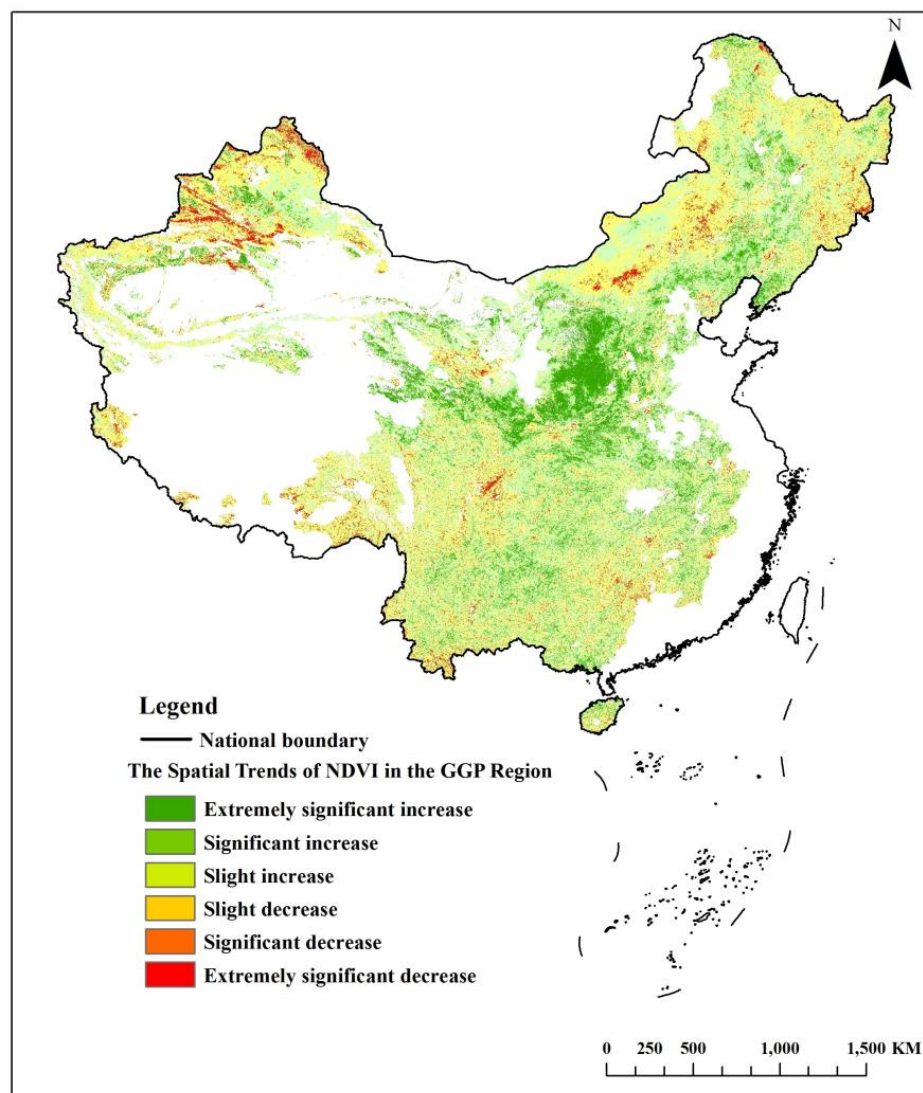 N
Legend
National boundary
The Spatial Trends of NDVI in the GGP Region
Extremely significant increase
Significant increase
Slight increase
Slight decrease
Significant decrease
Extremely significant decrease
0 250 500 1,000 1,500 KM